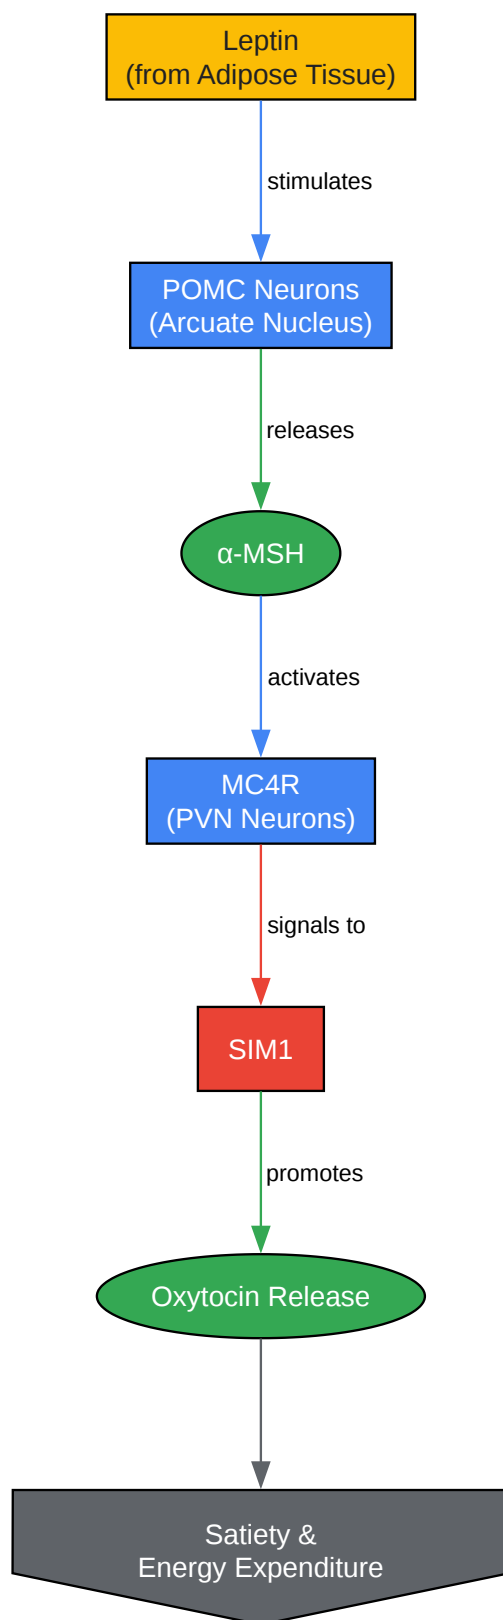 Leptin
(from Adipose Tissue)
stimulates
POMC Neurons
(Arcuate Nucleus)
releases
α-MSH
activates
MC4R
(PVN Neurons)
signals to
SIM1
promotes
Oxytocin Release
Satiety &
Energy Expenditure